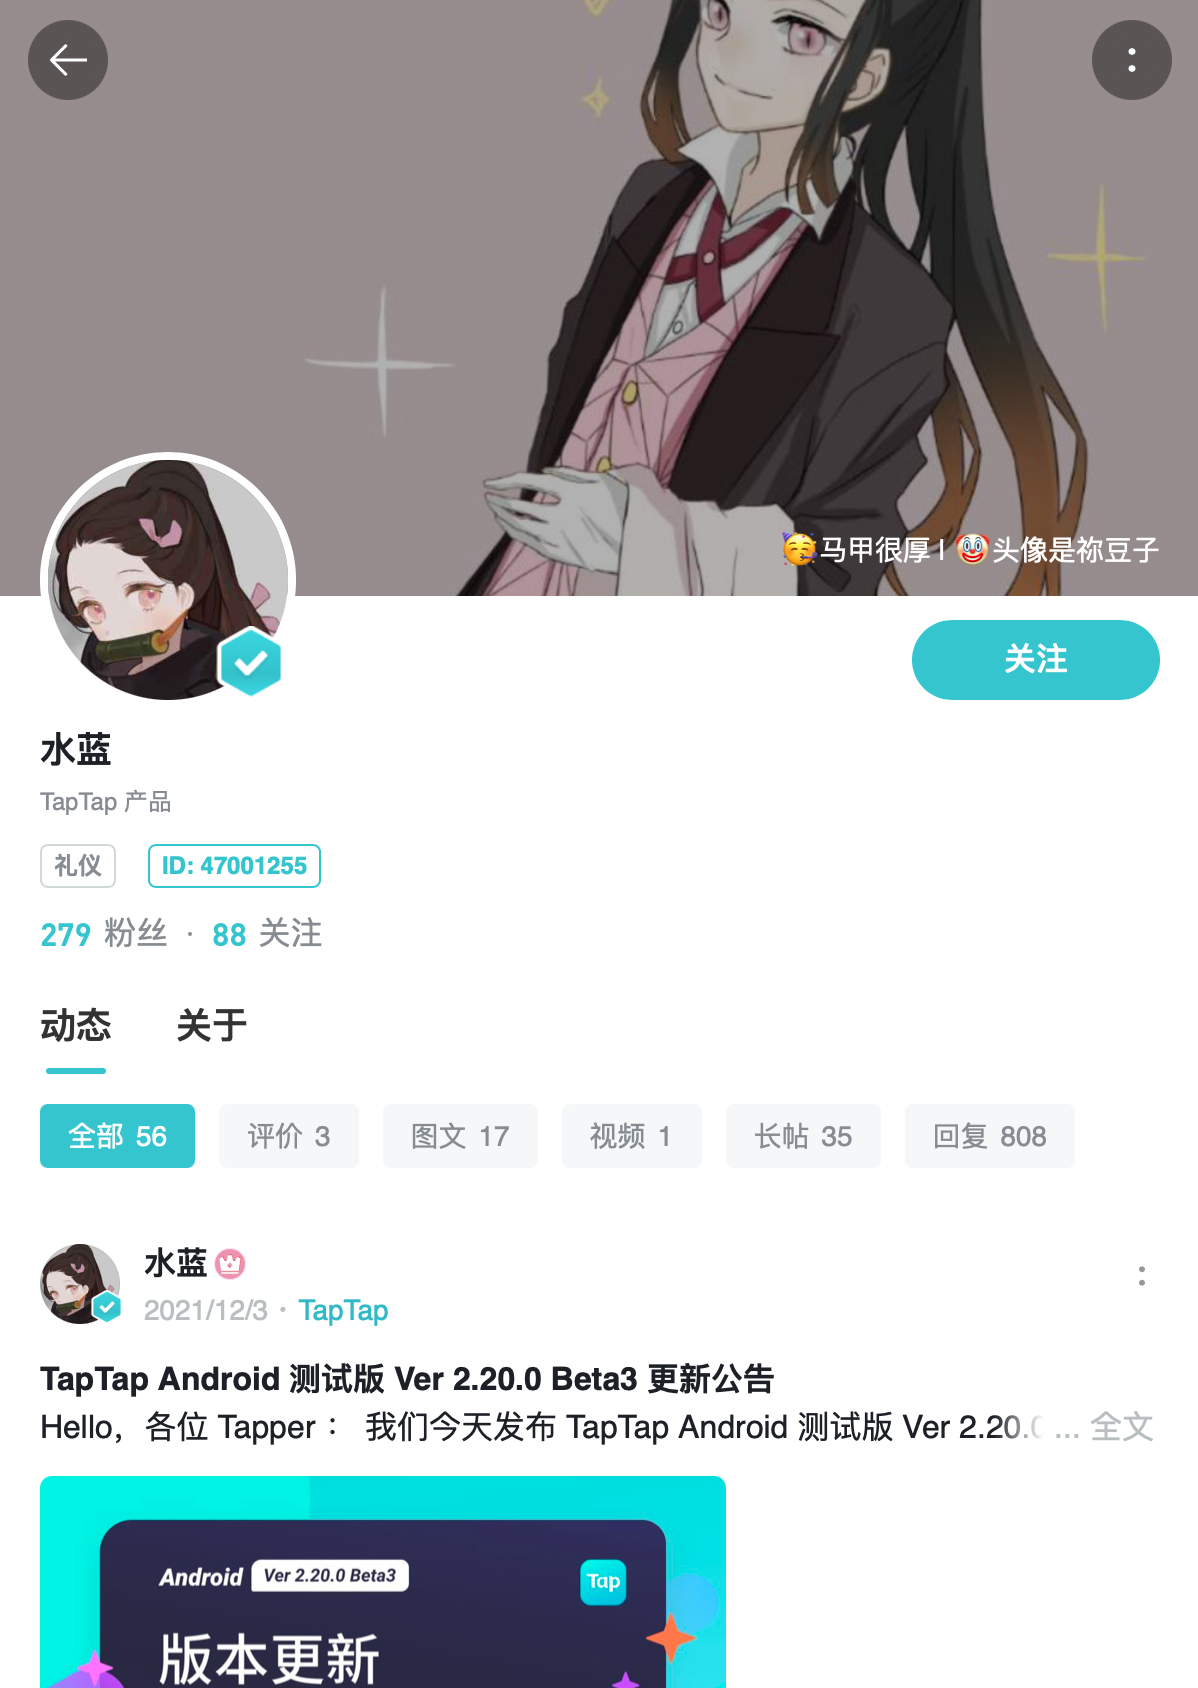 🥳马甲很厚 | 🤡头像是祢豆子
关注
水蓝
TapTap 产品
礼仪 ID: 47001255
279 粉丝 · 88 关注
动态 关于
全部 56 评价 3 图文 17 视频 1 长帖 35 回复 808
水蓝
2021/12/3 · TapTap
TapTap Android 测试版 Ver 2.20.0 Beta3 更新公告
Hello，各位 Tapper： 我们今天发布 TapTap Android 测试版 Ver 2.20.0 ... 全文
Android Ver 2.20.0 Beta3 Tap
版本更新